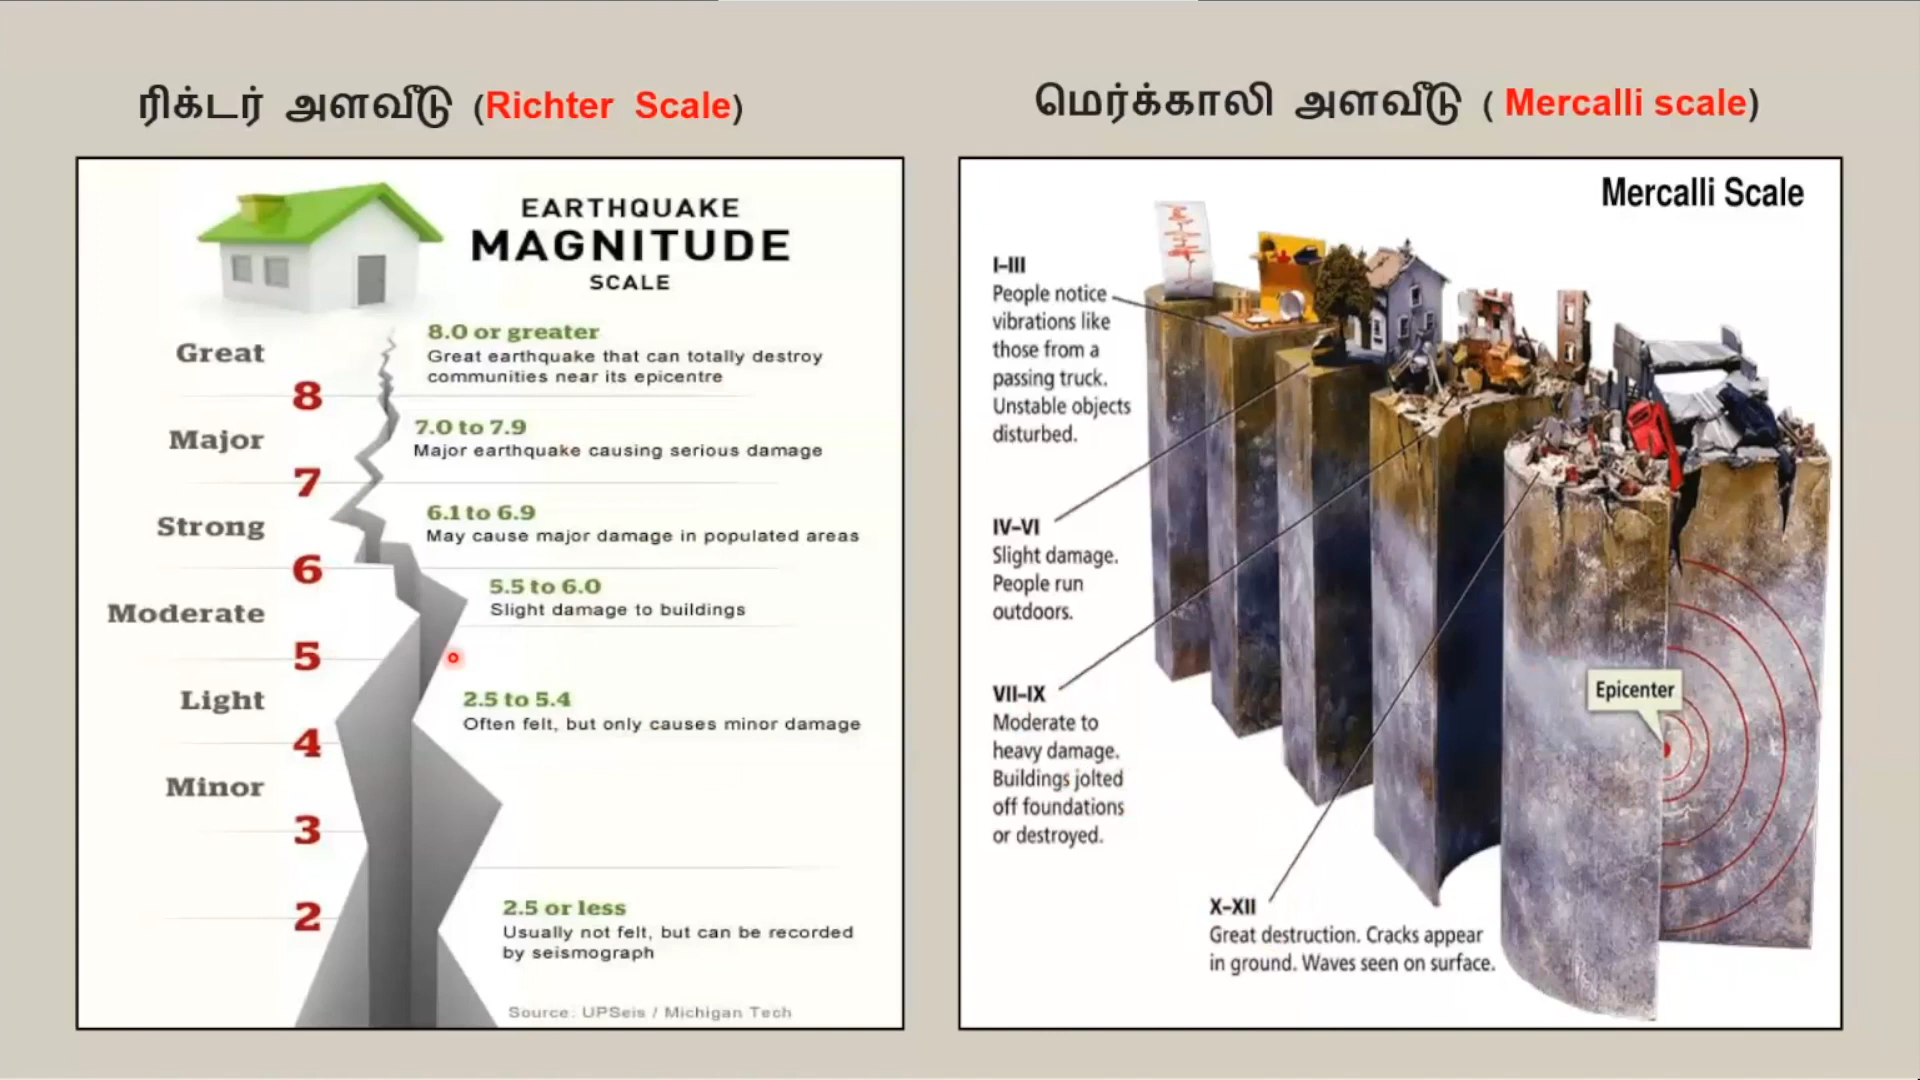 ரிக்டர் அளவீடு (Richter Scale)
EARTHQUAKE
MAGNITUDE
SCALE
Great
8.0 or greater
Great earthquake that can totally destroy
communities near its epicentre
8
Major
7.0 to 7.9
Major earthquake causing serious damage
7
Strong
6.1 to 6.9
May cause major damage in populated areas
6
Moderate
5.5 to 6.0
Slight damage to buildings
5
Light
2.5 to 5.4
Often felt, but only causes minor damage
4
Minor
3
2
2.5 or less
Usually not felt, but can be recorded
by seismograph
Source: UPSeis / Michigan Tech
மெர்க்காலி அளவீடு ( Mercalli scale)
Mercalli Scale
I–III
People notice
vibrations like
those from a
passing truck.
Unstable objects
disturbed.
IV–VI
Slight damage.
People run
outdoors.
VII–IX
Moderate to
heavy damage.
Buildings jolted
off foundations
or destroyed.
Epicenter
X–XII
Great destruction. Cracks appear
in ground. Waves seen on surface.